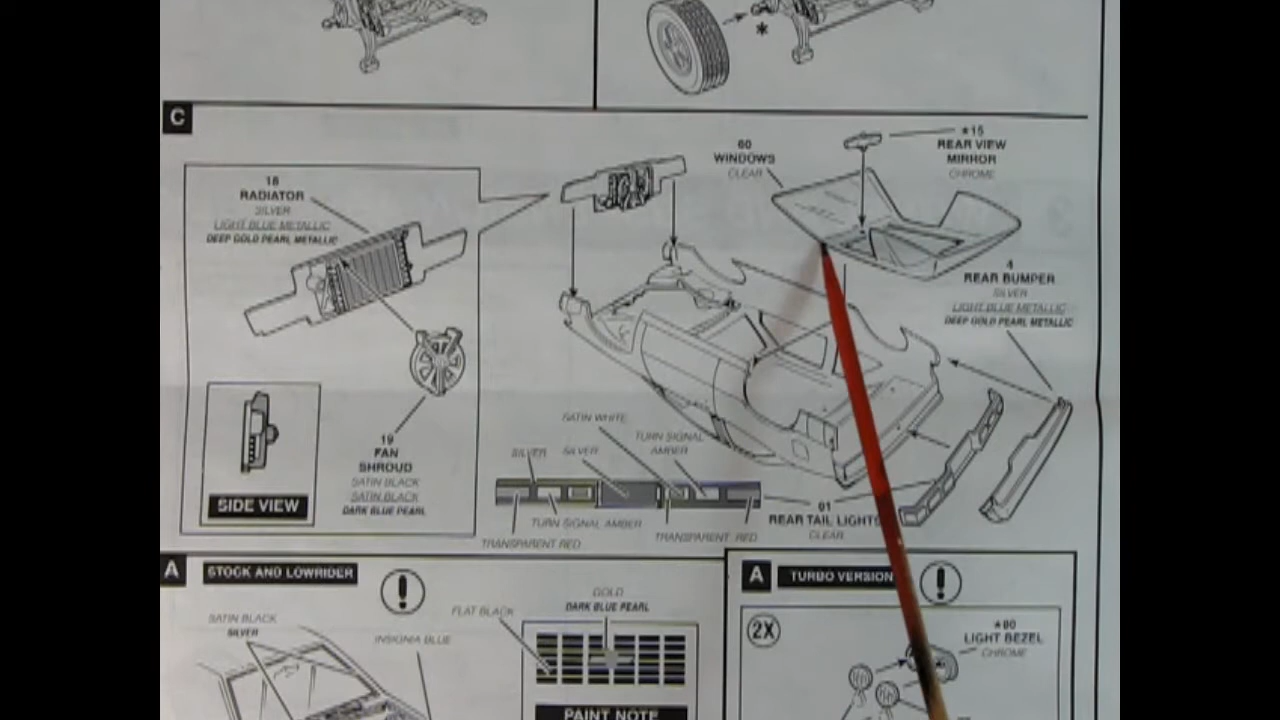 C
18
RADIATOR
SILVER
LIGHT BLUE METALLIC
DEEP GOLD PEARL METALLIC
60
WINDOWS
CLEAR
★15
REAR VIEW
MIRROR
CHROME
4
REAR BUMPER
SILVER
LIGHT BLUE METALLIC
DEEP GOLD PEARL METALLIC
*
19
FAN
SHROUD
SATIN BLACK
SATIN BLACK
DARK BLUE PEARL
SIDE VIEW
SATIN WHITE
SILVER
SILVER
TURN SIGNAL
AMBER
TURN SIGNAL AMBER
TRANSPARENT RED
TRANSPARENT RED
61
REAR TAIL LIGHTS
CLEAR
A
STOCK AND LOWRIDER
!
SATIN BLACK
SILVER
INSIGNIA BLUE
FLAT BLACK
GOLD
DARK BLUE PEARL
PAINT NOTE
A
TURBO VERSION
!
2X
★80
LIGHT BEZEL
CHROME